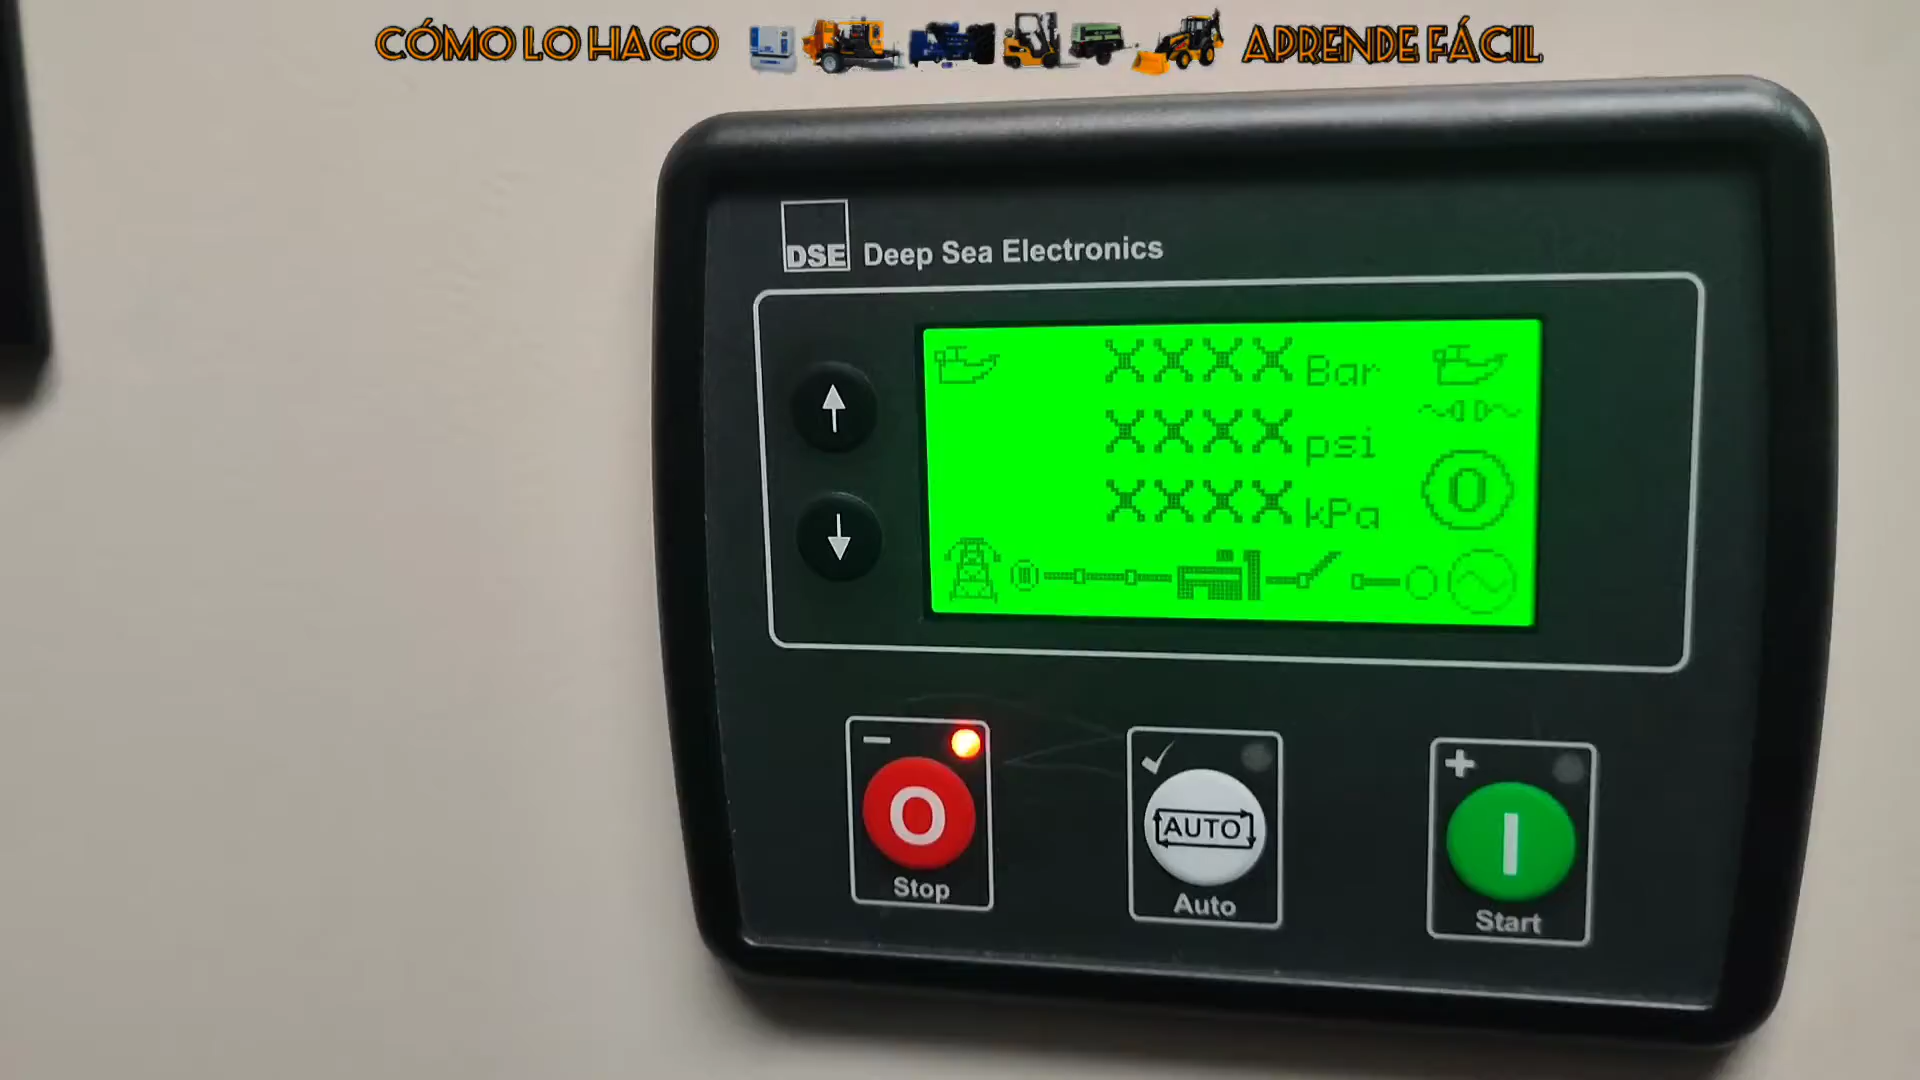 CÓMO LO HAGO APRENDE FÁCIL
DSE Deep Sea Electronics
XXXX Bar
XXXX psi
XXXX kPa
0
O
Stop
AUTO
Auto
I
Start